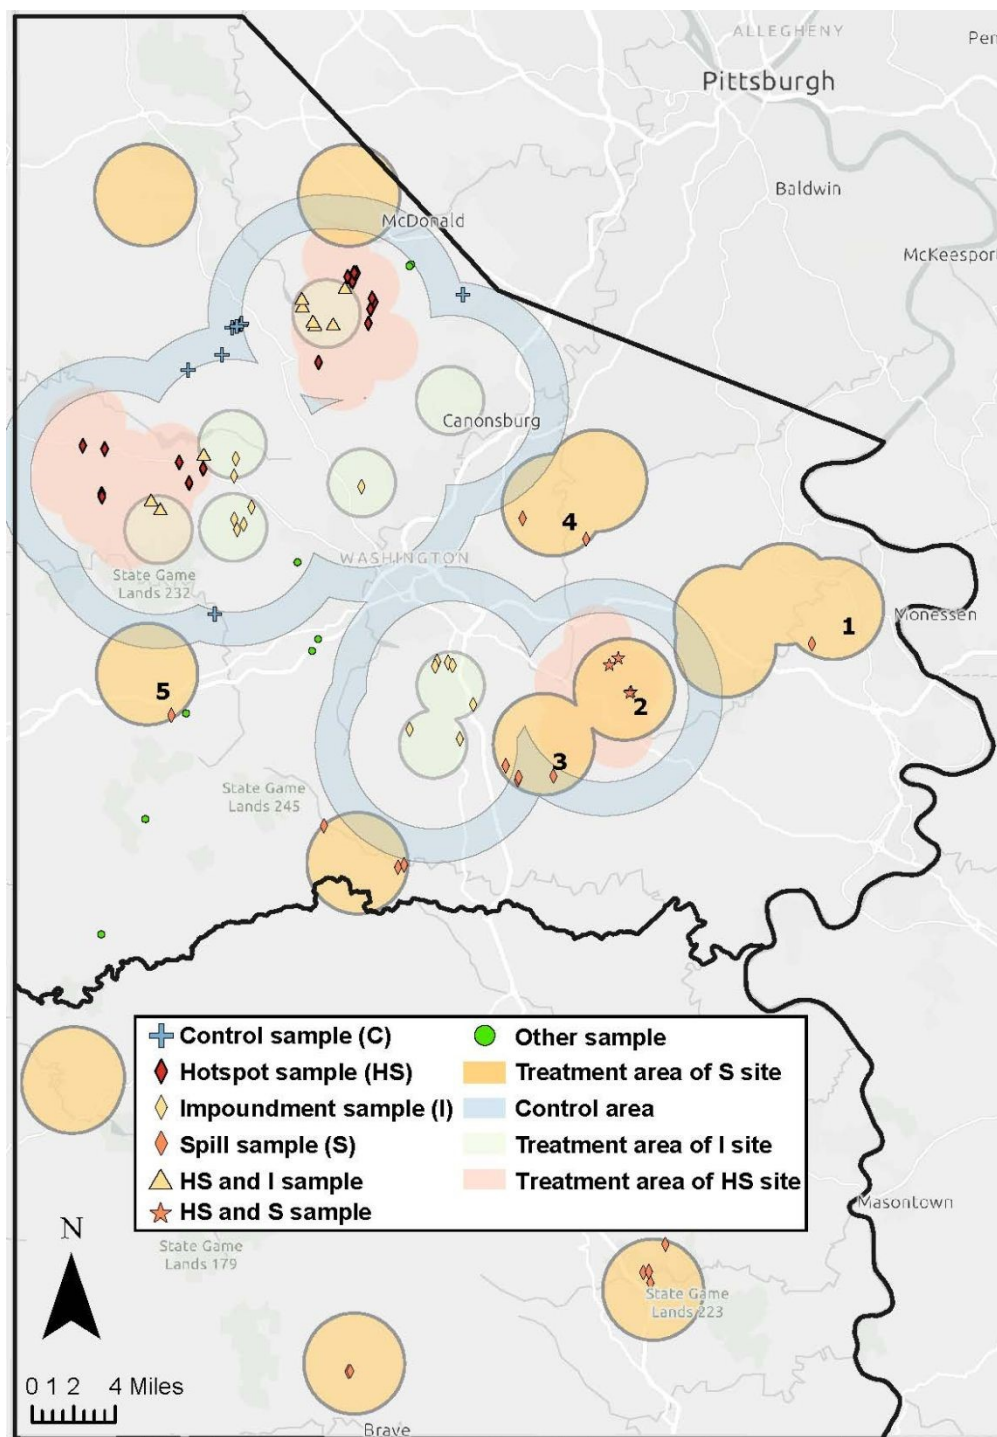 ALLEGHENY
Pittsburgh
Baldwin
McKeesport
McDonald
Canonsburg
4
WASHINGTON
State Game
Lands 232
1
Monessen
5
2
3
State Game
Lands 245
Control sample (C)
Hotspot sample (HS)
Impoundment sample (I)
Spill sample (S)
HS and I sample
HS and S sample
Other sample
Treatment area of S site
Control area
Treatment area of I site
Treatment area of HS site
Masontown
State Game
Lands 179
State Game
Lands 223
N
0 1 2 4 Miles
Brave